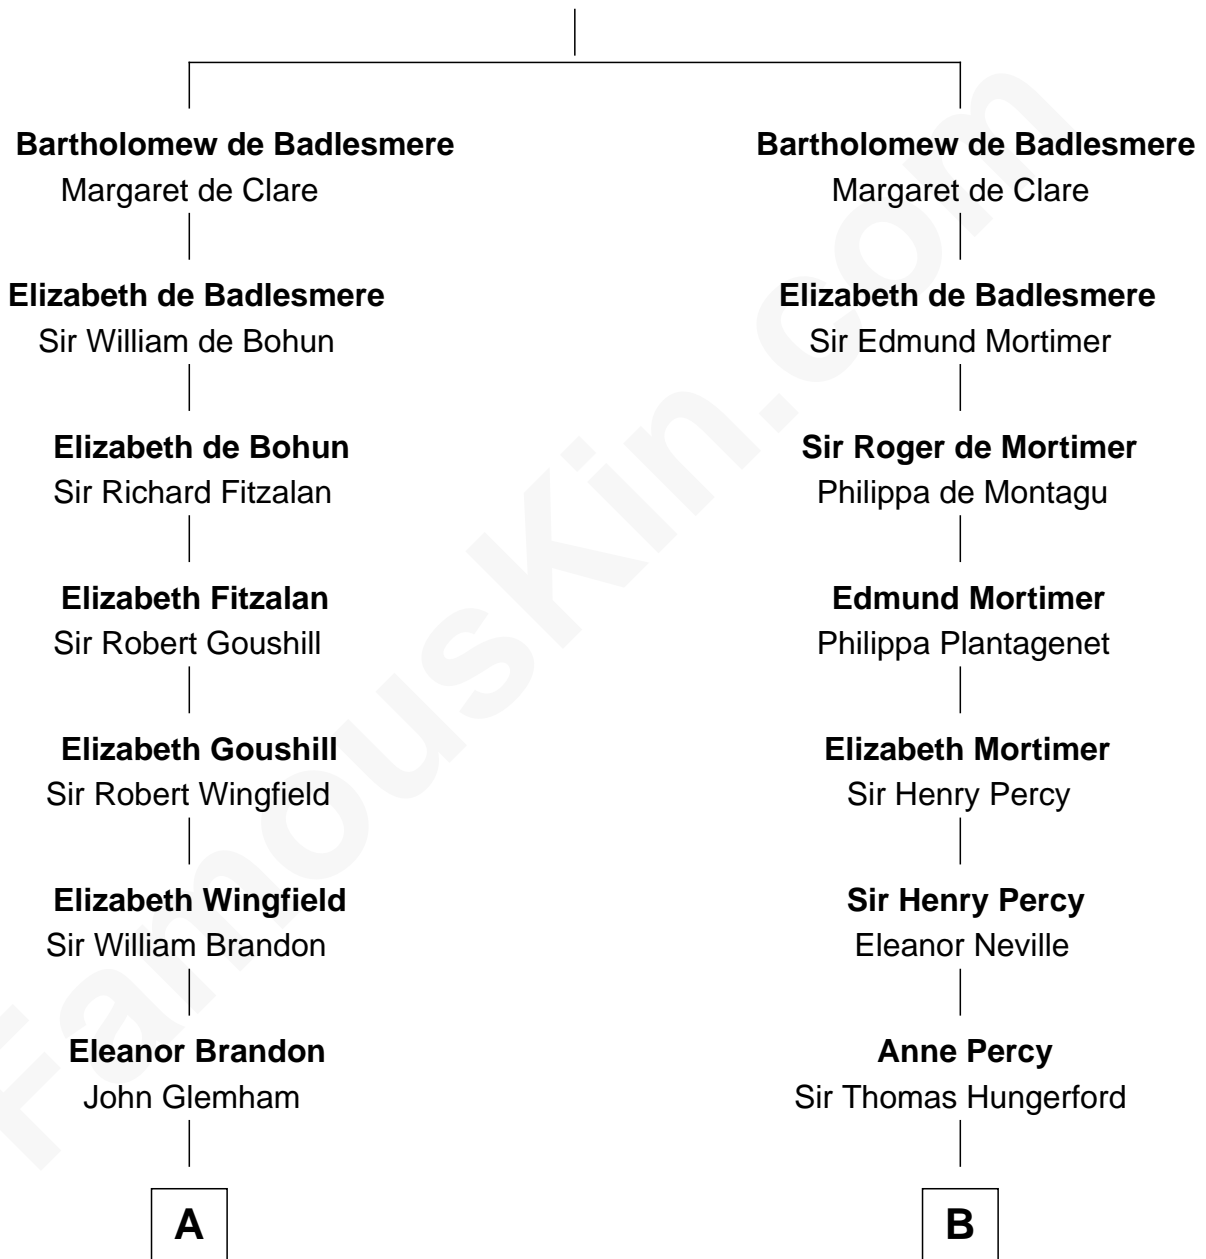 Bartholomew de Badlesmere
Margaret de Clare
Elizabeth de Badlesmere
Sir William de Bohun
Elizabeth de Bohun
Sir Richard Fitzalan
Elizabeth Fitzalan
Sir Robert Goushill
Elizabeth Goushill
Sir Robert Wingfield
Elizabeth Wingfield
Sir William Brandon
Eleanor Brandon
John Glemham
A
Bartholomew de Badlesmere
Margaret de Clare
Elizabeth de Badlesmere
Sir Edmund Mortimer
Sir Roger de Mortimer
Philippa de Montagu
Edmund Mortimer
Philippa Plantagenet
Elizabeth Mortimer
Sir Henry Percy
Sir Henry Percy
Eleanor Neville
Anne Percy
Sir Thomas Hungerford
B
FamousKin.com